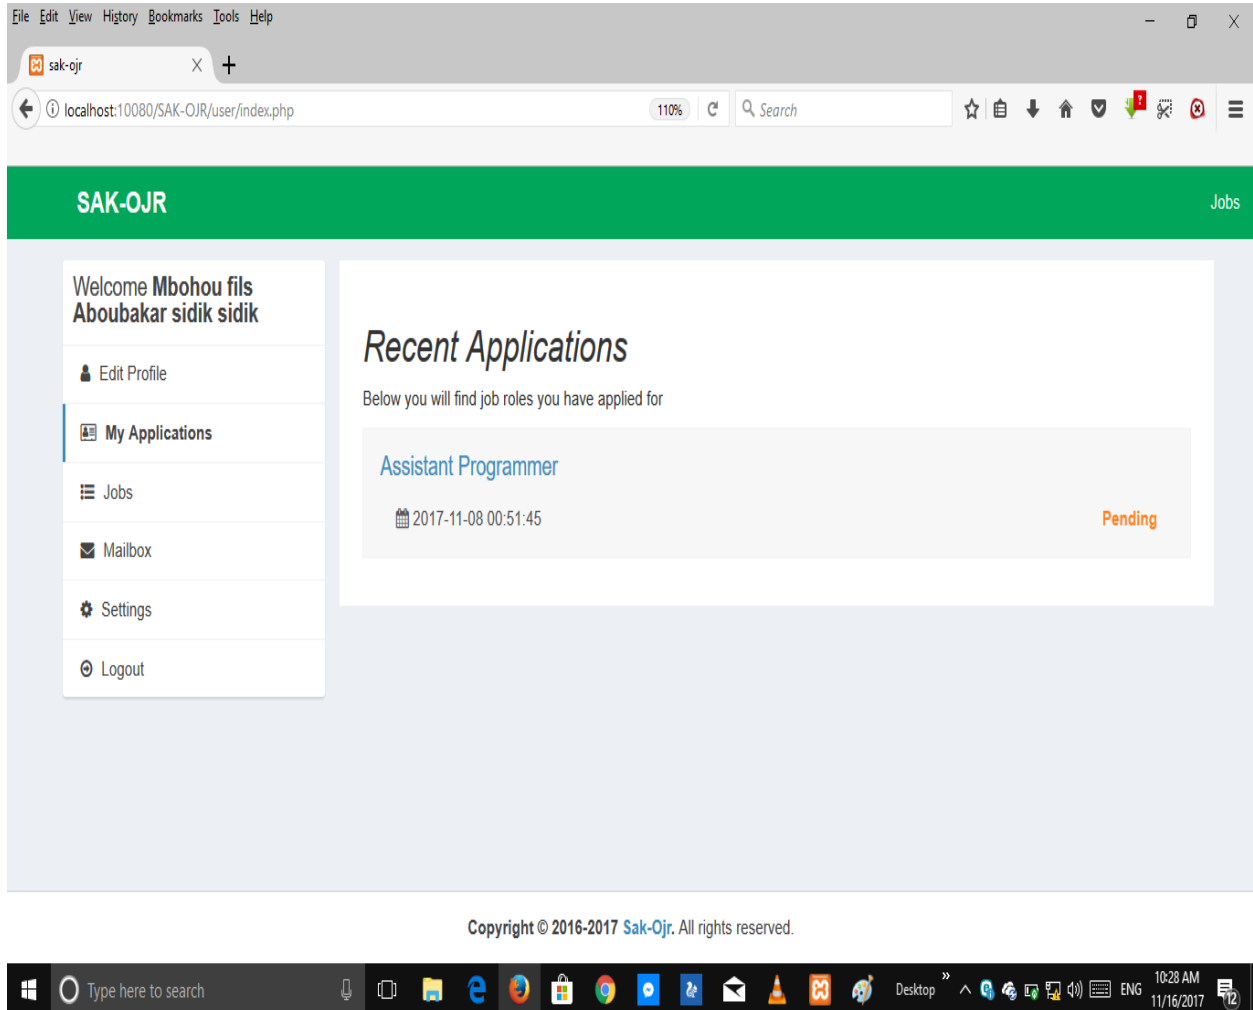 File Edit View History Bookmarks Tools Help
sak-ojr
localhost:10080/SAK-OJR/user/index.php 110% Search
SAK-OJR Jobs
Welcome Mbohou fils
Aboubakar sidik sidik
Edit Profile
My Applications
Jobs
Mailbox
Settings
Logout
Recent Applications
Below you will find job roles you have applied for
Assistant Programmer
2017-11-08 00:51:45 Pending
Copyright © 2016-2017 Sak-Ojr. All rights reserved.
Type here to search Desktop » ENG 10:28 AM
11/16/2017 12